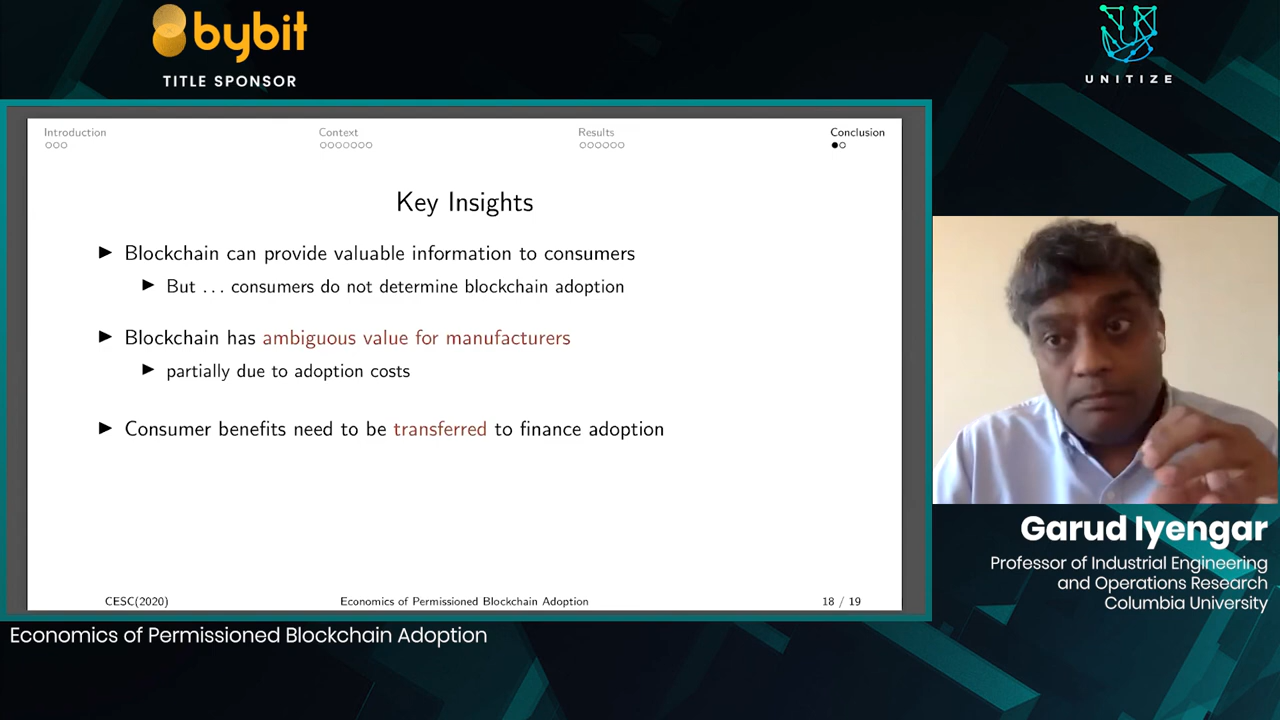 bybit
TITLE SPONSOR
UNITIZE
Introduction
Context
Results
Conclusion
Key Insights
Blockchain can provide valuable information to consumers
But ... consumers do not determine blockchain adoption
Blockchain has ambiguous value for manufacturers
partially due to adoption costs
Consumer benefits need to be transferred to finance adoption
CESC(2020)
Economics of Permissioned Blockchain Adoption
18 / 19
Garud Iyengar
Professor of Industrial Engineering
and Operations Research
Columbia University
Economics of Permissioned Blockchain Adoption